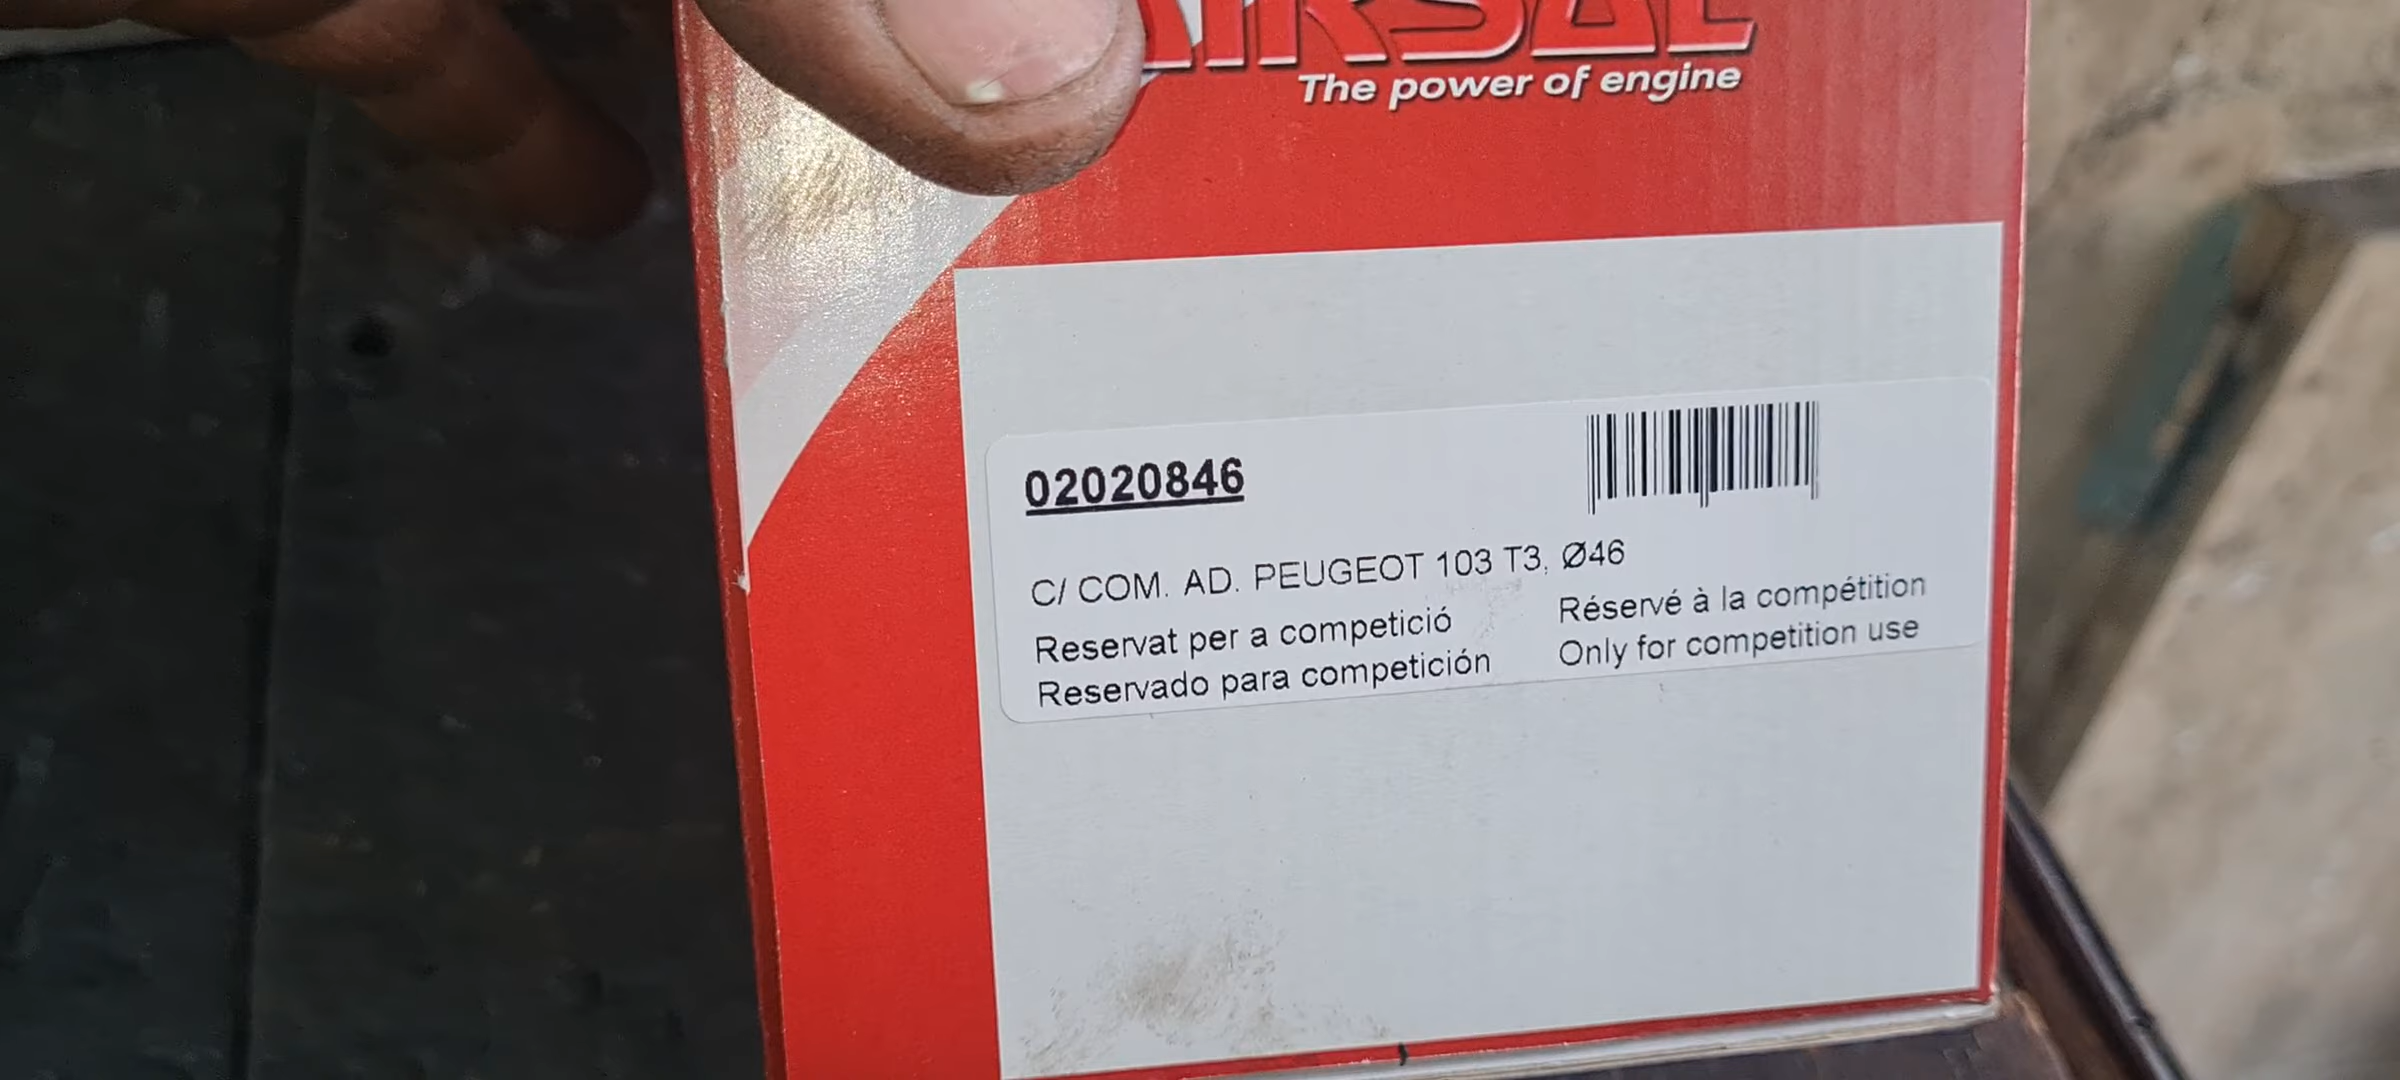 AIRSAL
The power of engine
02020846
C/ COM. AD. PEUGEOT 103 T3, Ø46
Reservat per a competició
Réservé à la compétition
Reservado para competición
Only for competition use